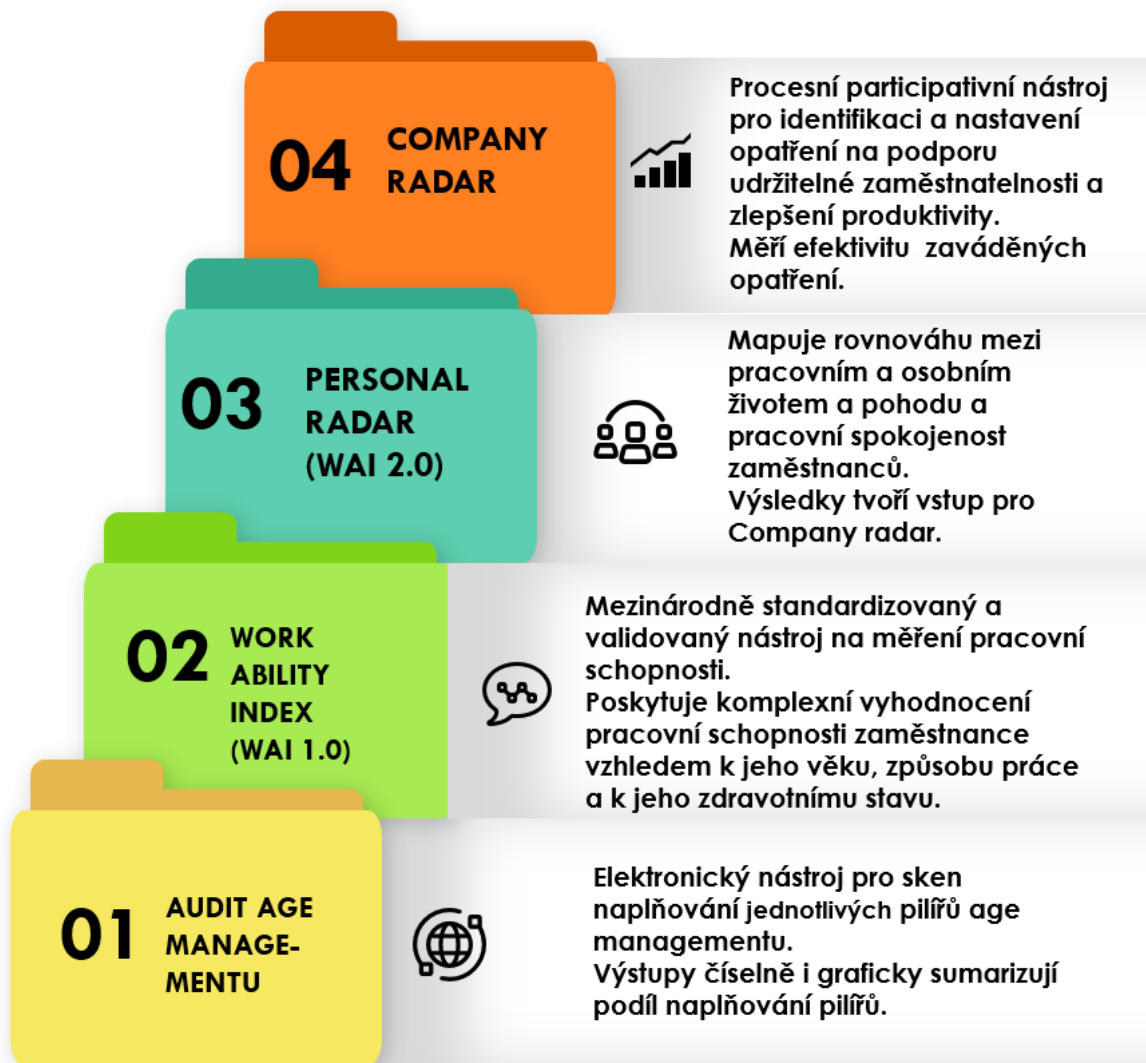 04
COMPANY
RADAR
Procesní participativní nástroj
pro identifikaci a nastavení
opatření na podporu
udržitelné zaměstnatelnosti a
zlepšení produktivity.
Měří efektivitu zaváděných
opatření.
03
PERSONAL
RADAR
(WAI 2.0)
Mapuje rovnováhu mezi
pracovním a osobním
životem a pohodu a
pracovní spokojenost
zaměstnanců.
Výsledky tvoří vstup pro
Company radar.
02
WORK
ABILITY
INDEX
(WAI 1.0)
Mezinárodně standardizovaný a
validovaný nástroj na měření pracovní
schopnosti.
Poskytuje komplexní vyhodnocení
pracovní schopnosti zaměstnance
vzhledem k jeho věku, způsobu práce
a k jeho zdravotnímu stavu.
01
AUDIT AGE
MANAGE-
MENTU
Elektronický nástroj pro sken
naplňování jednotlivých pilířů age
managementu.
Výstupy číselně i graficky sumarizují
podíl naplňování pilířů.